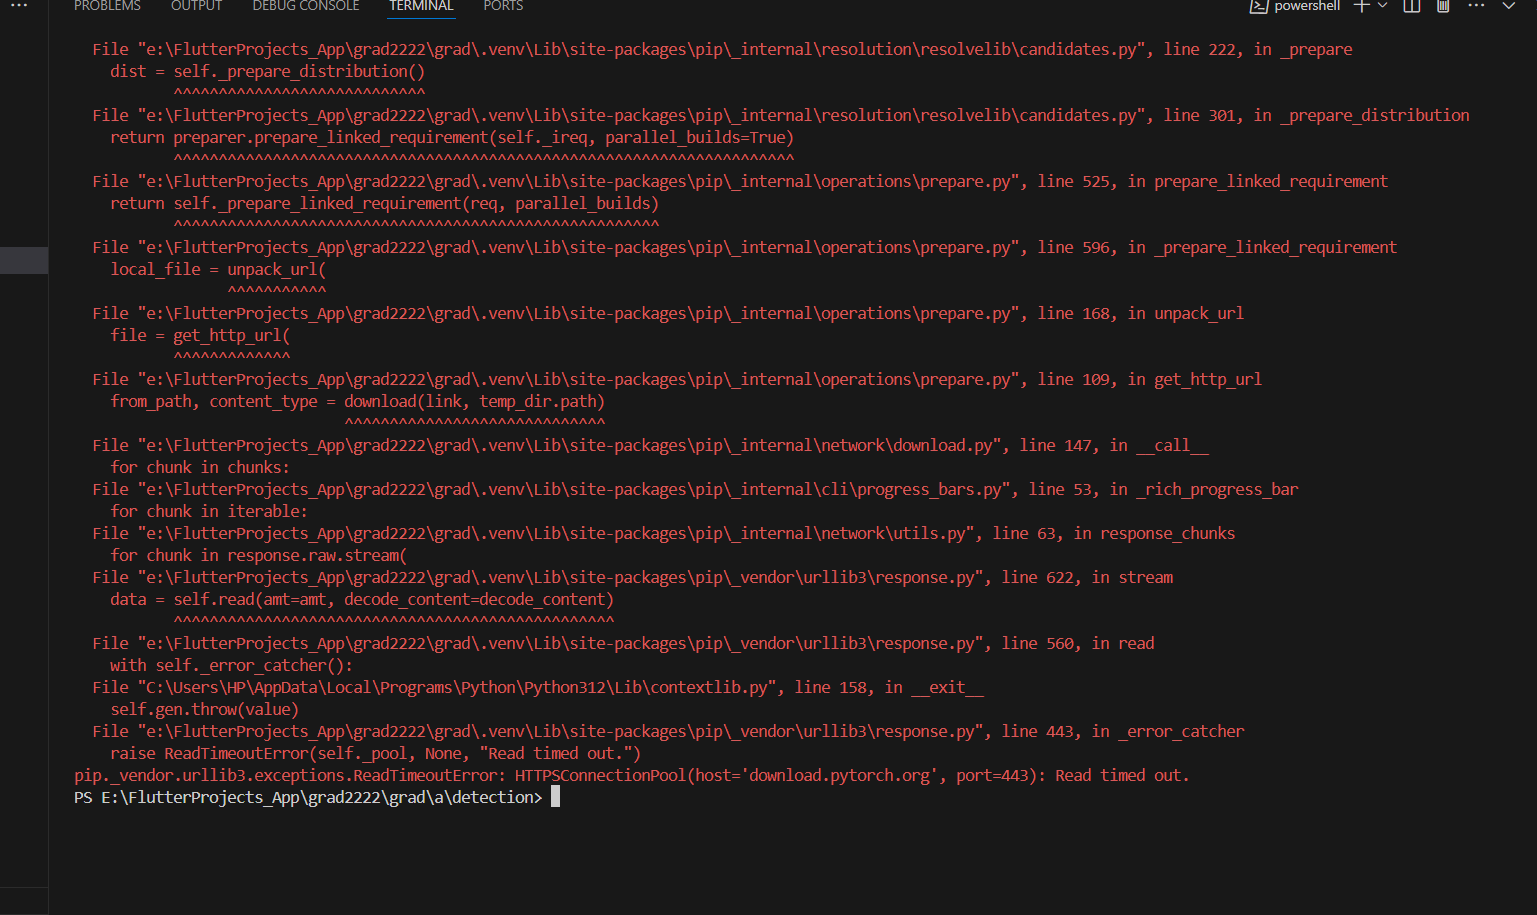 PROBLEMS OUTPUT DEBUG CONSOLE TERMINAL PORTS powershell
File "e:\FlutterProjects_App\grad2222\grad\.venv\Lib\site-packages\pip\_internal\resolution\resolvelib\candidates.py", line 222, in _prepare
dist = self._prepare_distribution()
^^^^^^^^^^^^^^^^^^^^^^^^^^^^
File "e:\FlutterProjects_App\grad2222\grad\.venv\Lib\site-packages\pip\_internal\resolution\resolvelib\candidates.py", line 301, in _prepare_distribution
return preparer.prepare_linked_requirement(self._ireq, parallel_builds=True)
^^^^^^^^^^^^^^^^^^^^^^^^^^^^^^^^^^^^^^^^^^^^^^^^^^^^^^^^^^^^^^^^^^^^^
File "e:\FlutterProjects_App\grad2222\grad\.venv\Lib\site-packages\pip\_internal\operations\prepare.py", line 525, in prepare_linked_requirement
return self._prepare_linked_requirement(req, parallel_builds)
^^^^^^^^^^^^^^^^^^^^^^^^^^^^^^^^^^^^^^^^^^^^^^^^^^^^^^
File "e:\FlutterProjects_App\grad2222\grad\.venv\Lib\site-packages\pip\_internal\operations\prepare.py", line 596, in _prepare_linked_requirement
local_file = unpack_url(
^^^^^^^^^^^
File "e:\FlutterProjects_App\grad2222\grad\.venv\Lib\site-packages\pip\_internal\operations\prepare.py", line 168, in unpack_url
file = get_http_url(
^^^^^^^^^^^^^
File "e:\FlutterProjects_App\grad2222\grad\.venv\Lib\site-packages\pip\_internal\operations\prepare.py", line 109, in get_http_url
from_path, content_type = download(link, temp_dir.path)
^^^^^^^^^^^^^^^^^^^^^^^^^^^^^
File "e:\FlutterProjects_App\grad2222\grad\.venv\Lib\site-packages\pip\_internal\network\download.py", line 147, in __call__
for chunk in chunks:
File "e:\FlutterProjects_App\grad2222\grad\.venv\Lib\site-packages\pip\_internal\cli\progress_bars.py", line 53, in _rich_progress_bar
for chunk in iterable:
File "e:\FlutterProjects_App\grad2222\grad\.venv\Lib\site-packages\pip\_internal\network\utils.py", line 63, in response_chunks
for chunk in response.raw.stream(
File "e:\FlutterProjects_App\grad2222\grad\.venv\Lib\site-packages\pip\_vendor\urllib3\response.py", line 622, in stream
data = self.read(amt=amt, decode_content=decode_content)
^^^^^^^^^^^^^^^^^^^^^^^^^^^^^^^^^^^^^^^^^^^^^^^^^
File "e:\FlutterProjects_App\grad2222\grad\.venv\Lib\site-packages\pip\_vendor\urllib3\response.py", line 560, in read
with self._error_catcher():
File "C:\Users\HP\AppData\Local\Programs\Python\Python312\Lib\contextlib.py", line 158, in __exit__
self.gen.throw(value)
File "e:\FlutterProjects_App\grad2222\grad\.venv\Lib\site-packages\pip\_vendor\urllib3\response.py", line 443, in _error_catcher
raise ReadTimeoutError(self._pool, None, "Read timed out.")
pip._vendor.urllib3.exceptions.ReadTimeoutError: HTTPSConnectionPool(host='download.pytorch.org', port=443): Read timed out.
PS E:\FlutterProjects_App\grad2222\grad\a\detection>